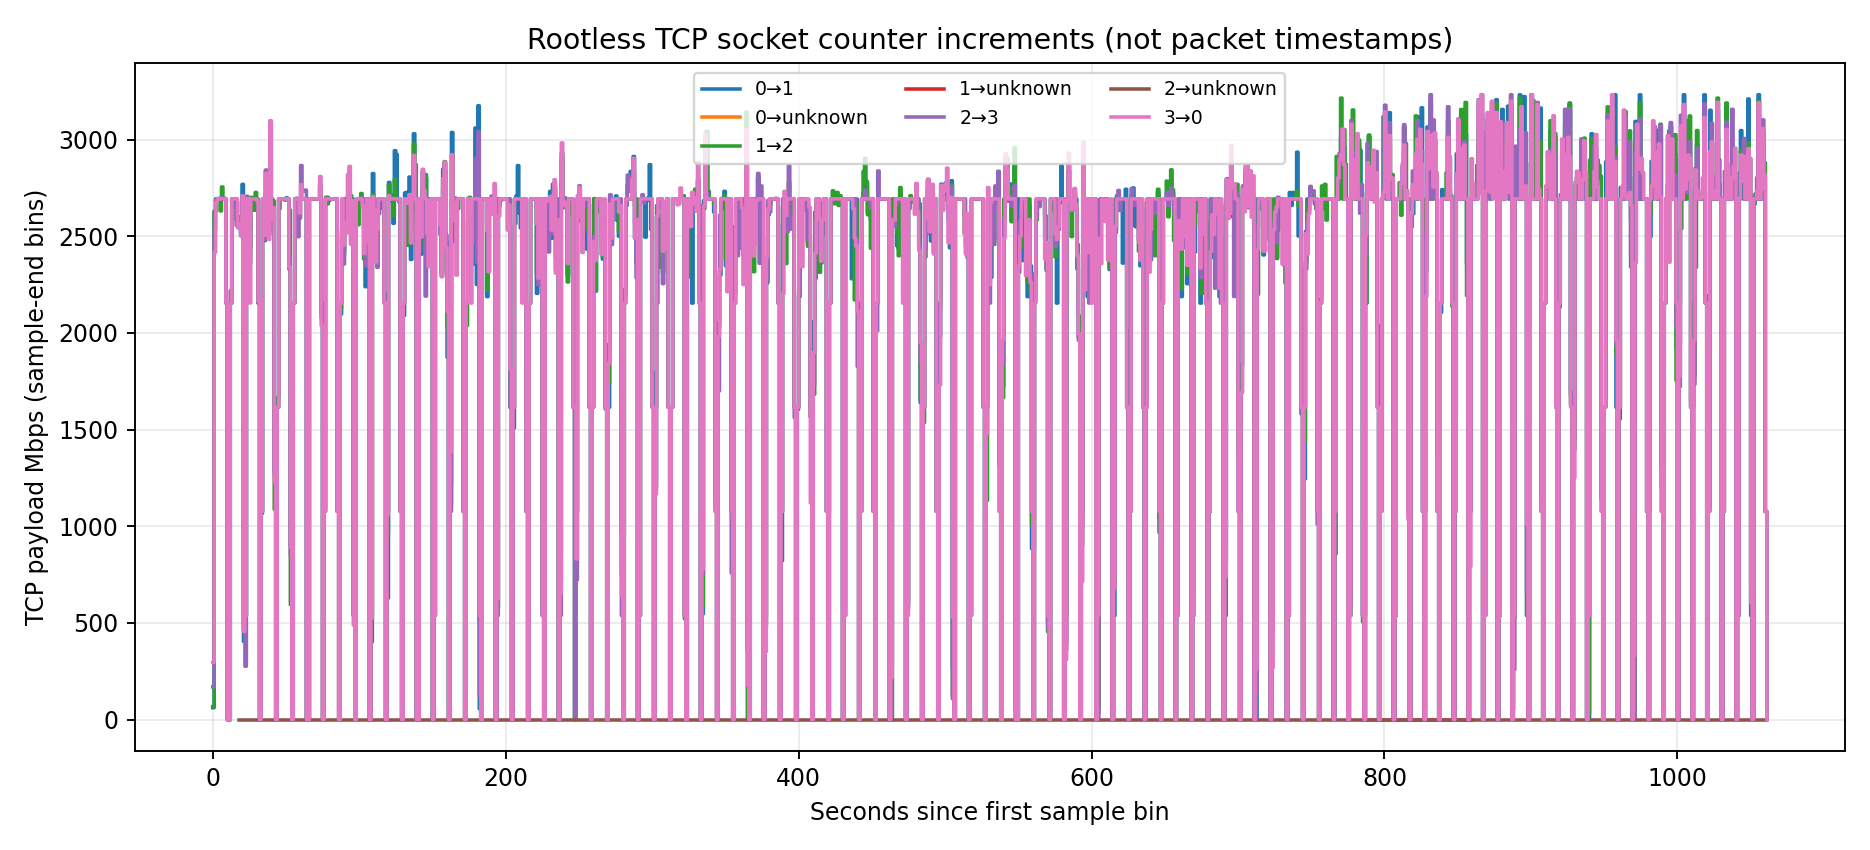 Rootless TCP socket counter increments (not packet timestamps)
0→1
0→unknown
1→2
1→unknown
2→3
2→unknown
3→0
TCP payload Mbps (sample-end bins)
3000
2500
2000
1500
1000
500
0
0 200 400 600 800 1000
Seconds since first sample bin